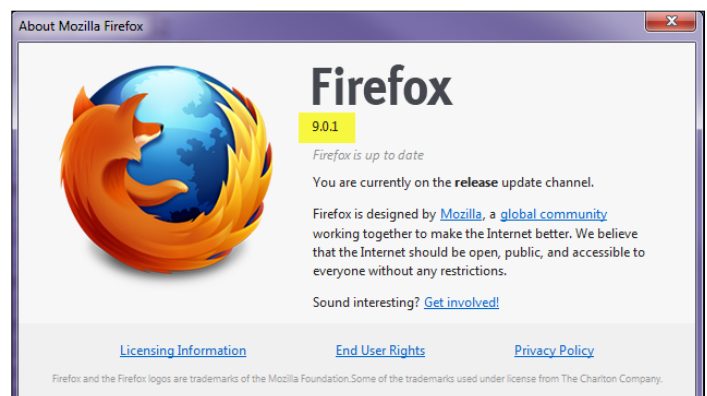 About Mozilla Firefox
Firefox
9.0.1
Firefox is up to date
You are currently on the release update channel.
Firefox is designed by Mozilla, a global community
working together to make the Internet better. We believe
that the Internet should be open, public, and accessible to
everyone without any restrictions.
Sound interesting? Get involved!
Licensing Information End User Rights Privacy Policy
Firefox and the Firefox logos are trademarks of the Mozilla Foundation.Some of the trademarks used under license from The Charlton Company.